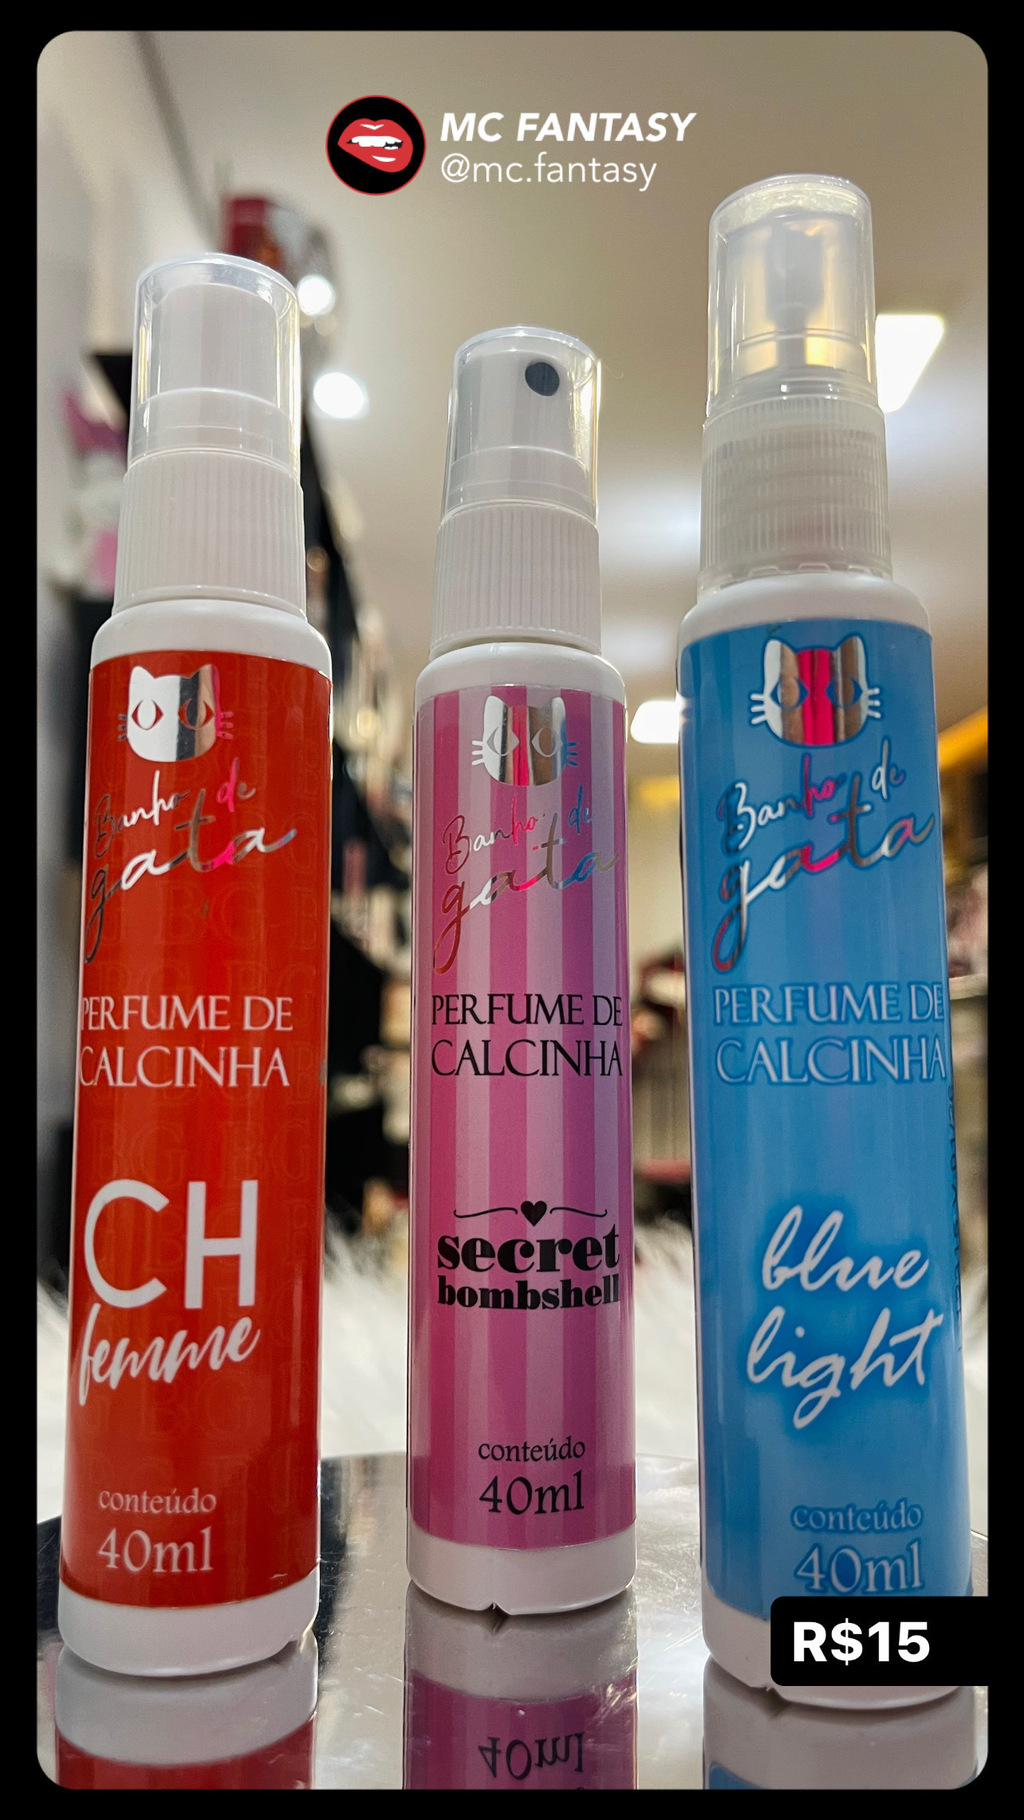 MC FANTASY
@mc.fantasy
Banho de
gata
PERFUME DE
CALCINHA
CH
femme
conteúdo
40ml
Banho de
gata
PERFUME DE
CALCINHA
secret
bombshell
conteúdo
40ml
Banho de
gata
PERFUME DE
CALCINHA
blue
light
conteúdo
40ml
R$15
40ml